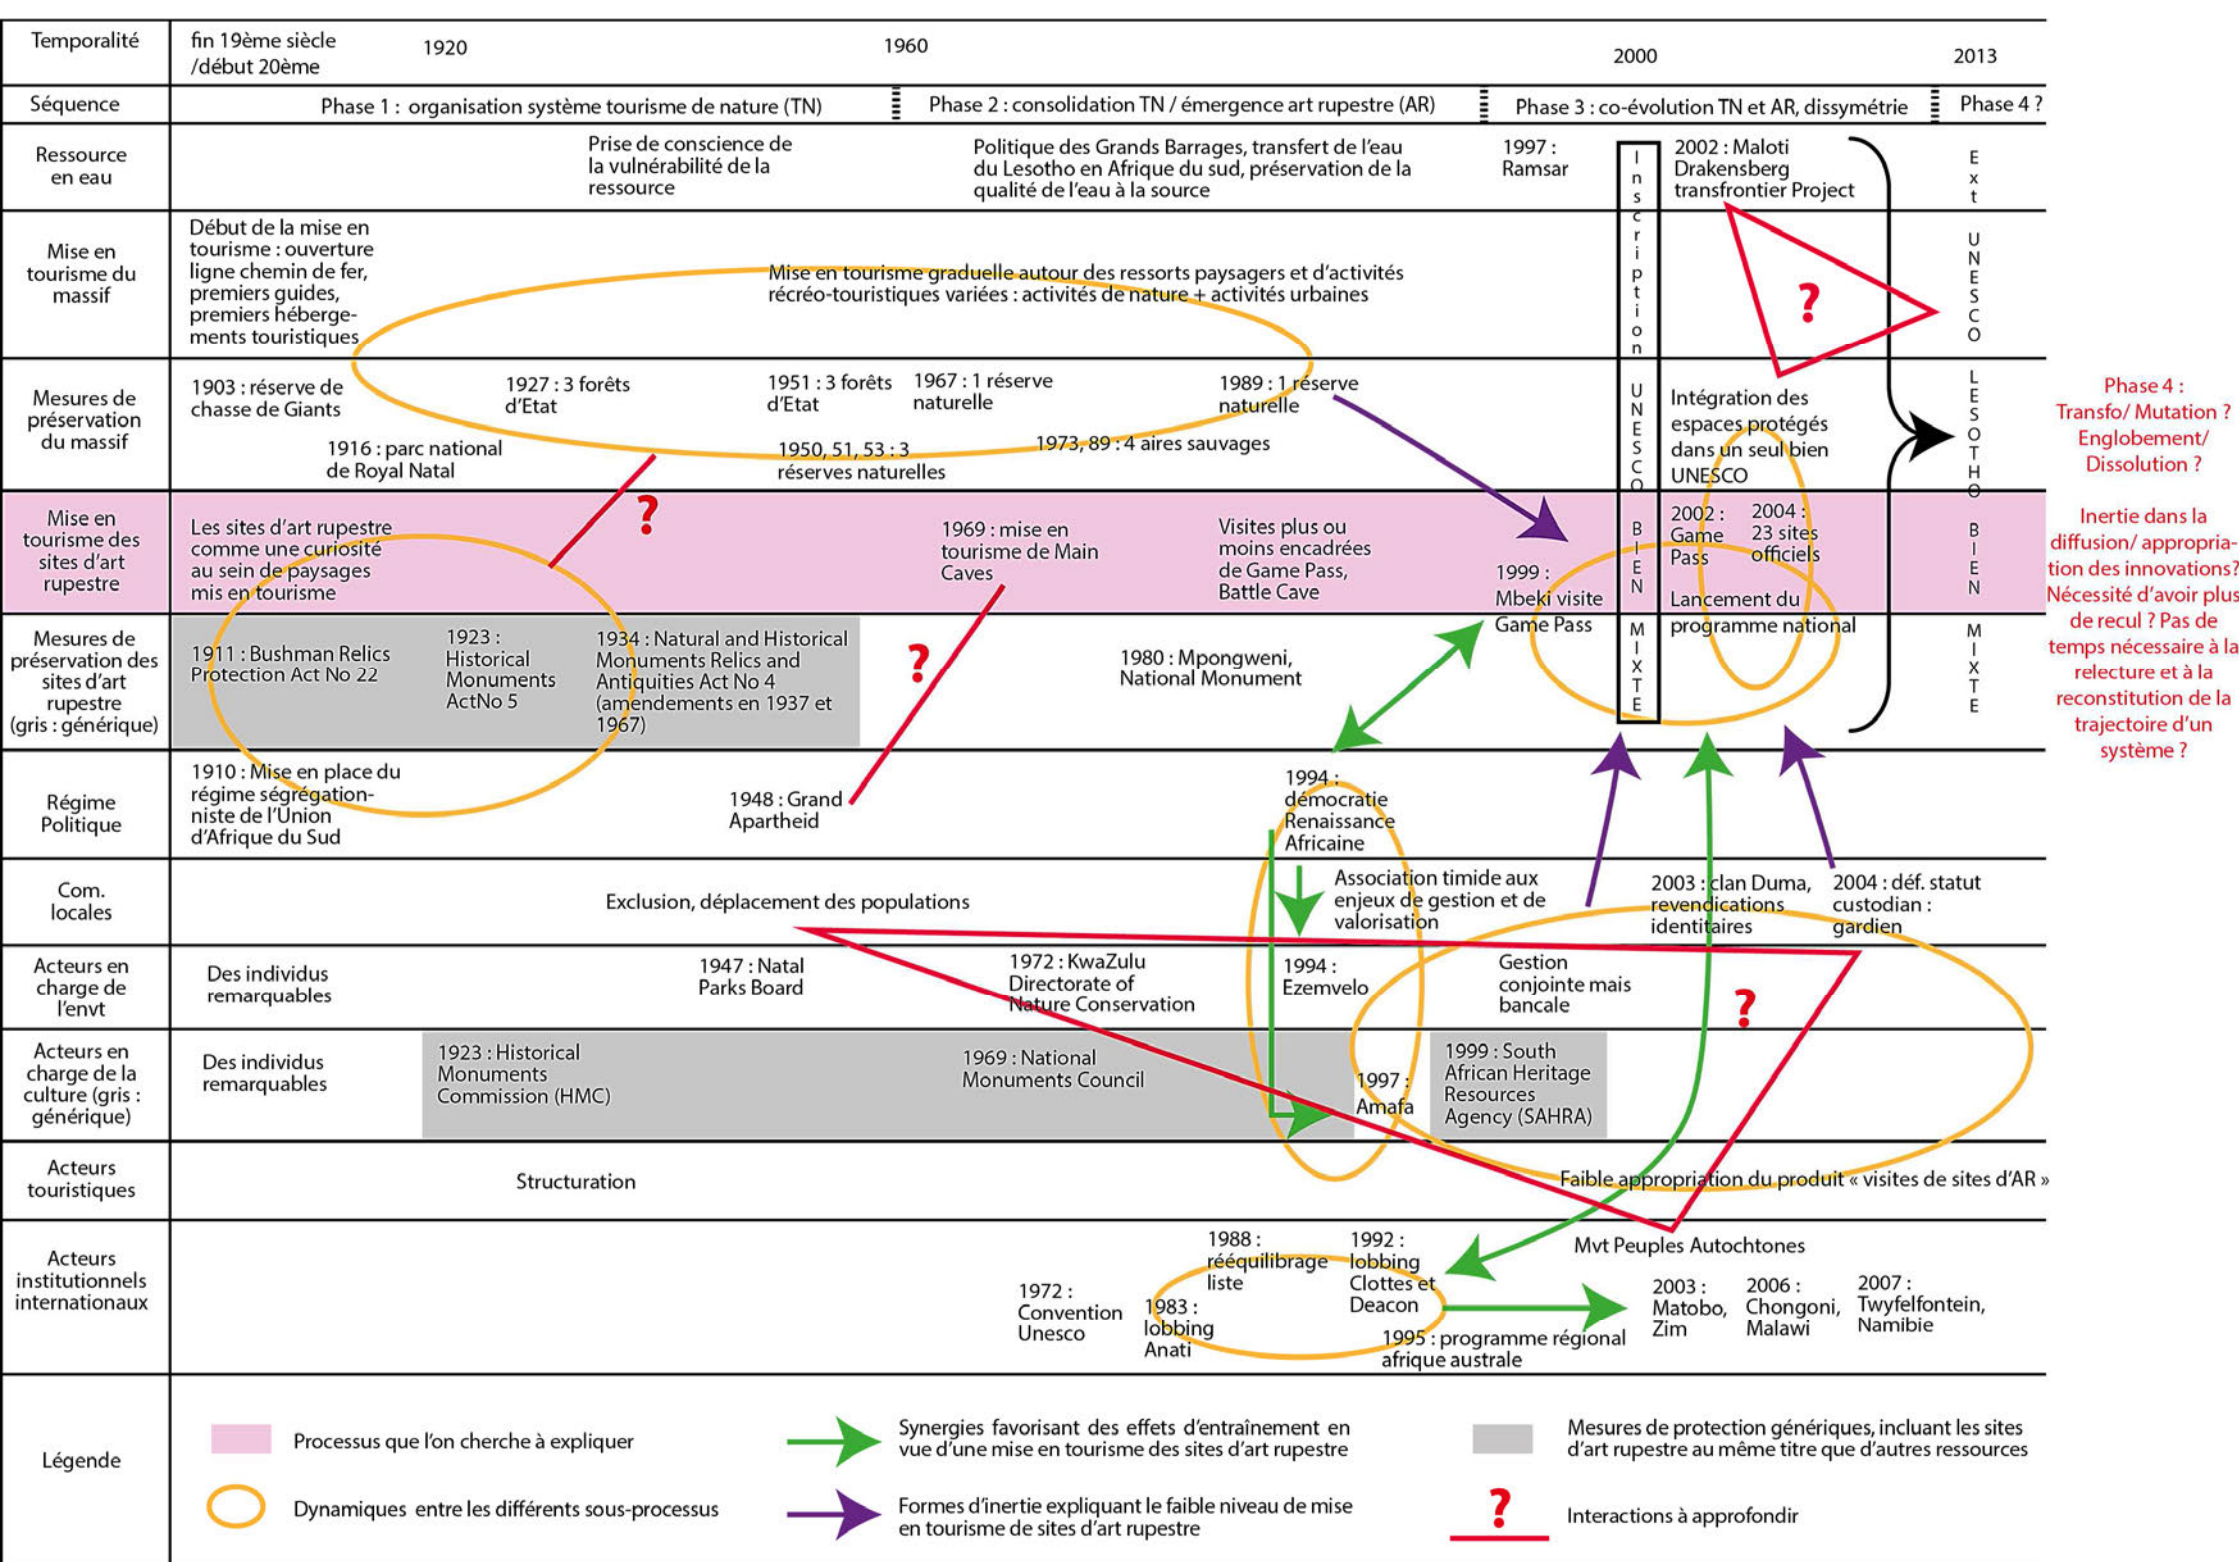 Temporalité
fin 19ème siècle
/début 20ème
1920
1960
2000
2013
Séquence
Phase 1 : organisation système tourisme de nature (TN)
Phase 2 : consolidation TN / émergence art rupestre (AR)
Phase 3 : co-évolution TN et AR, dissymétrie
Phase 4 ?
Ressource
en eau
Prise de conscience de
la vulnérabilité de la
ressource
Politique des Grands Barrages, transfert de l'eau
du Lesotho en Afrique du sud, préservation de la
qualité de l'eau à la source
1997 :
Ramsar
Inscription UNESCO BIEN MIXTE
2002 : Maloti
Drakensberg
transfrontier Project
Ext UNESCO LESOTHO BIEN MIXTE
Mise en
tourisme du
massif
Début de la mise en
tourisme : ouverture
ligne chemin de fer,
premiers guides,
premiers héberge-
ments touristiques
Mise en tourisme graduelle autour des ressorts paysagers et d'activités
récréo-touristiques variées : activités de nature + activités urbaines
?
Mesures de
préservation
du massif
1903 : réserve de
chasse de Giants
1916 : parc national
de Royal Natal
1927 : 3 forêts
d'Etat
1951 : 3 forêts
d'Etat
1950, 51, 53 : 3
réserves naturelles
1967 : 1 réserve
naturelle
1973, 89 : 4 aires sauvages
1989 : 1 réserve
naturelle
Intégration des
espaces protégés
dans un seul bien
UNESCO
Phase 4 :
Transfo/ Mutation ?
Englobement/
Dissolution ?
Mise en
tourisme des
sites d'art
rupestre
Les sites d'art rupestre
comme une curiosité
au sein de paysages
mis en tourisme
?
1969 : mise en
tourisme de Main
Caves
Visites plus ou
moins encadrées
de Game Pass,
Battle Cave
1999 :
Mbeki visite
Game Pass
2002 :
Game
Pass
2004 :
23 sites
officiels
Lancement du
programme national
Inertie dans la
diffusion/ appropria-
tion des innovations?
Nécessité d'avoir plus
de recul ? Pas de
temps nécessaire à la
relecture et à la
reconstitution de la
trajectoire d'un
système ?
Mesures de
préservation des
sites d'art
rupestre
(gris : générique)
1911 : Bushman Relics
Protection Act No 22
1923 :
Historical
Monuments
ActNo 5
1934 : Natural and Historical
Monuments Relics and
Antiquities Act No 4
(amendements en 1937 et
1967)
?
1980 : Mpongweni,
National Monument
Régime
Politique
1910 : Mise en place du
régime ségrégation-
niste de l'Union
d'Afrique du Sud
1948 : Grand
Apartheid
1994 :
démocratie
Renaissance
Africaine
Com.
locales
Exclusion, déplacement des populations
Association timide aux
enjeux de gestion et de
valorisation
2003 : clan Duma,
revendications
identitaires
2004 : déf. statut
custodian :
gardien
Acteurs en
charge de
l'envt
Des individus
remarquables
1947 : Natal
Parks Board
1972 : KwaZulu
Directorate of
Nature Conservation
1994 :
Ezemvelo
Gestion
conjointe mais
bancale
?
Acteurs en
charge de la
culture (gris :
générique)
Des individus
remarquables
1923 : Historical
Monuments
Commission (HMC)
1969 : National
Monuments Council
1997 :
Amafa
1999 : South
African Heritage
Resources
Agency (SAHRA)
Acteurs
touristiques
Structuration
Faible appropriation du produit « visites de sites d'AR »
Acteurs
institutionnels
internationaux
1972 :
Convention
Unesco
1983 :
lobbing
Anati
1988 :
rééquilibrage
liste
1992 :
lobbing
Clottes et
Deacon
1995 : programme régional
afrique australe
Mvt Peuples Autochtones
2003 :
Matobo,
Zim
2006 :
Chongoni,
Malawi
2007 :
Twyfelfontein,
Namibie
Légende
Processus que l'on cherche à expliquer
Dynamiques entre les différents sous-processus
Synergies favorisant des effets d'entraînement en
vue d'une mise en tourisme des sites d'art rupestre
Formes d'inertie expliquant le faible niveau de mise
en tourisme de sites d'art rupestre
Mesures de protection génériques, incluant les sites
d'art rupestre au même titre que d'autres ressources
?
Interactions à approfondir